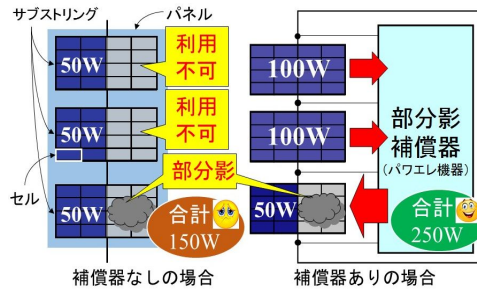 サブストリング
パネル
50W
利用
不可
50W
利用
不可
セル
部分影
50W
合計
150W
補償器なしの場合
100W
100W
50W
部分影
補償器
(パワエレ機器)
合計
250W
補償器ありの場合